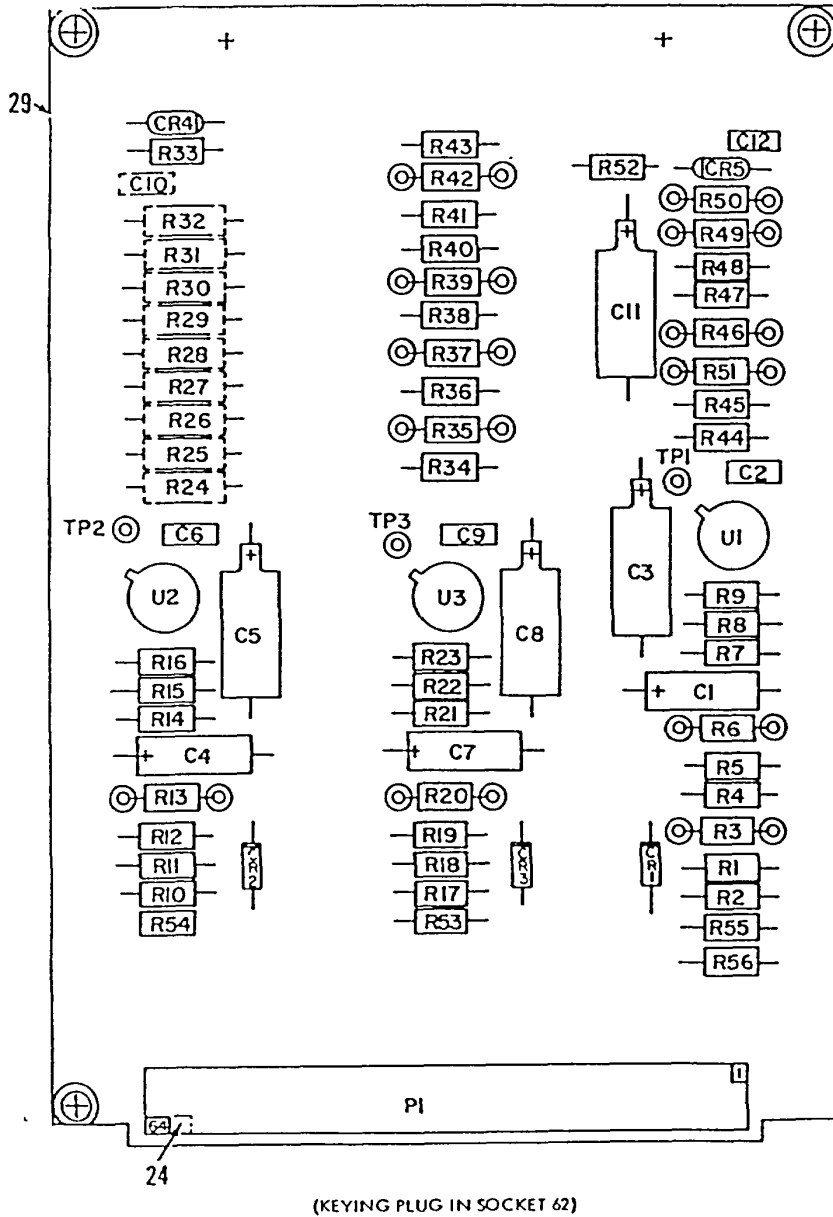 29
CR4
R33
C10
R32
R31
R30
R29
R28
R27
R26
R25
R24
TP2
C6
U2
C5
R16
R15
R14
+ C4
R13
R12
R11
R10
R54
CR2
R43
R42
R41
R40
R39
R38
R37
R36
R35
R34
TP3
C9
U3
C8
R23
R22
R21
+ C7
R20
R19
R18
R17
R53
CR3
R52
C11
C12
CR5
R50
R49
R48
R47
R46
R51
R45
R44
TP1
C2
U1
C3
R9
R8
R7
+ C1
R6
R5
R4
R3
R1
R2
R55
R56
CR1
1
P1
64
24
(KEYING PLUG IN SOCKET 62)